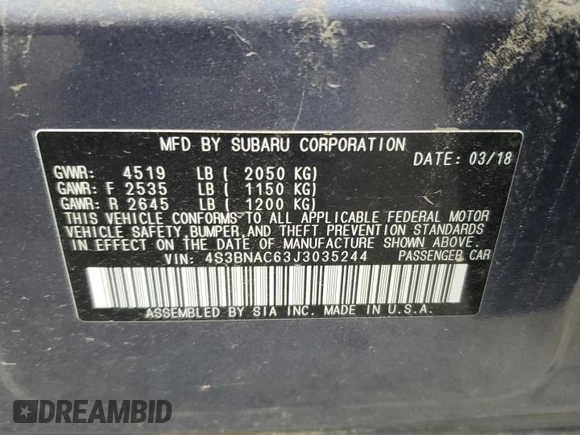 MFD BY SUBARU CORPORATION
DATE: 03/18
GVWR: 4519 LB ( 2050 KG)
GAWR: F 2535 LB ( 1150 KG)
GAWR: R 2645 LB ( 1200 KG)
THIS VEHICLE CONFORMS TO ALL APPLICABLE FEDERAL MOTOR
VEHICLE SAFETY, BUMPER, AND THEFT PREVENTION STANDARDS
IN EFFECT ON THE DATE OF MANUFACTURE SHOWN ABOVE.
VIN: 4S3BNAC63J3035244 PASSENGER CAR
ASSEMBLED BY SIA INC. MADE IN U.S.A.
DREAMBID